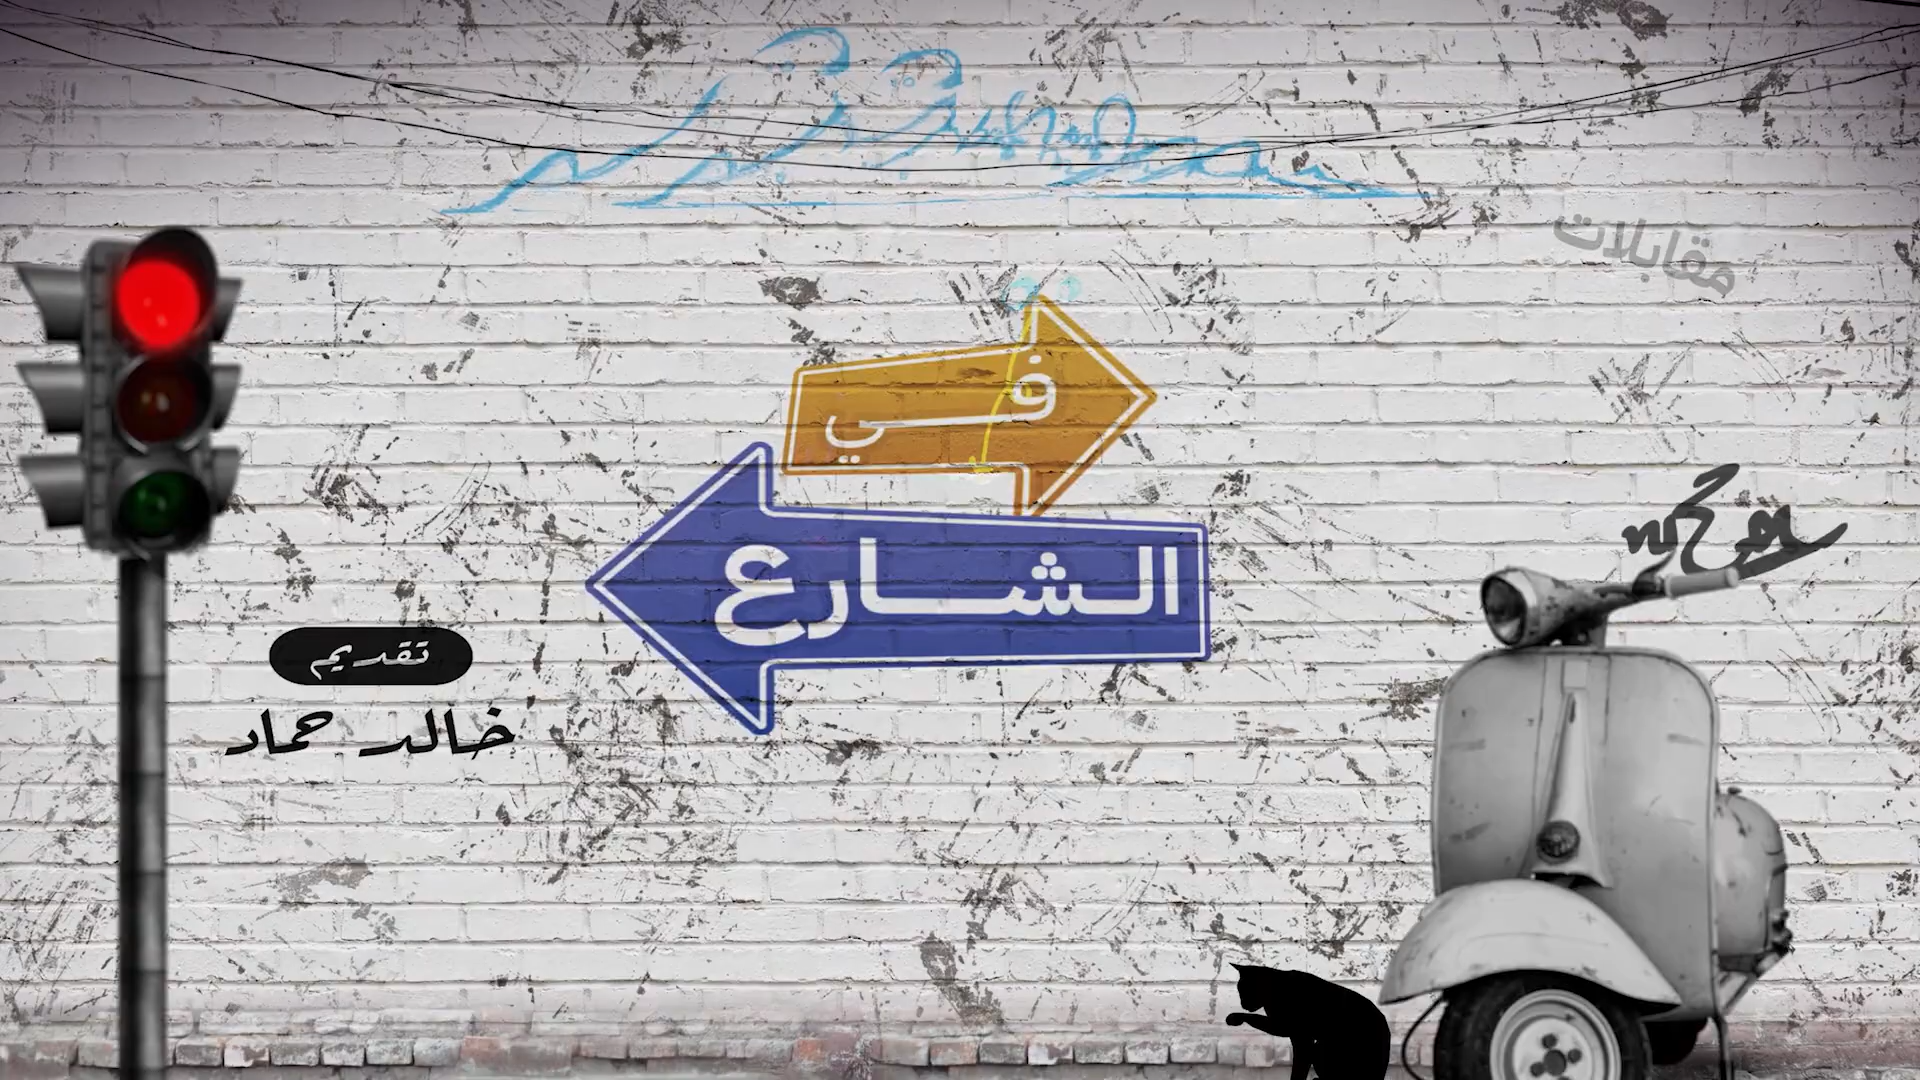 مقابلات
في
الشارع
تقديم
خالد حماد